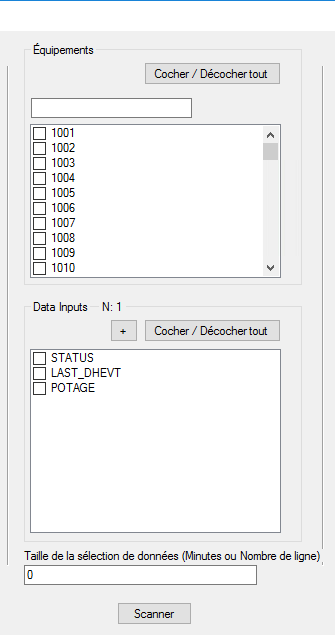 Équipements
Cocher / Décocher tout
1001
1002
1003
1004
1005
1006
1007
1008
1009
1010
Data Inputs N: 1
+ Cocher / Décocher tout
STATUS
LAST_DHEVT
POTAGE
Taille de la sélection de données (Minutes ou Nombre de ligne)
0
Scanner